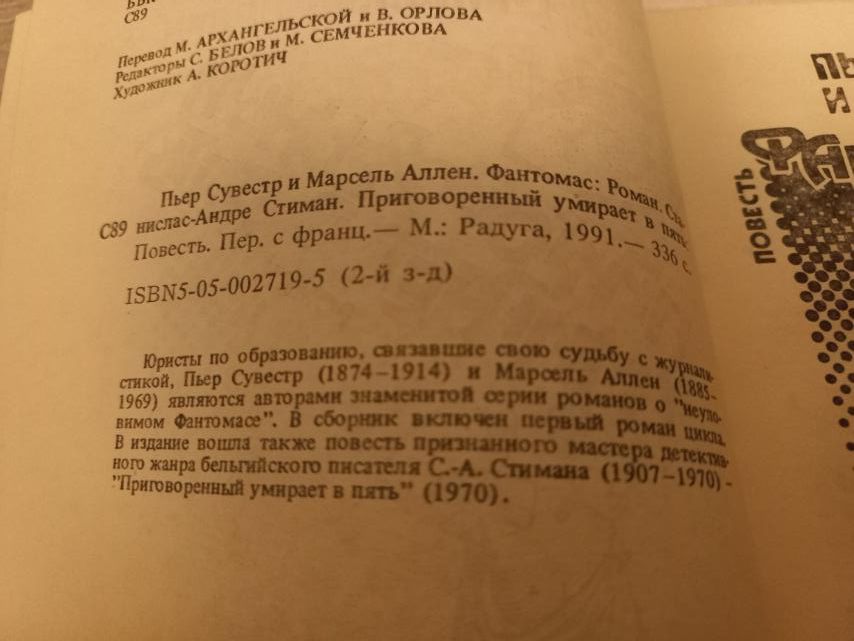 С89
Перевод М. АРХАНГЕЛЬСКОЙ и В. ОРЛОВА
Редакторы С. БЕЛОВ и М. СЕМЧЕНКОВА
Художник А. КОРОТИЧ
Пьер Сувестр и Марсель Аллен. Фантомас: Роман. Ста-
С89 нислас-Андре Стиман. Приговоренный умирает в пять:
Повесть. Пер. с франц.— М.: Радуга, 1991.— 336 с.
ISBN5-05-002719-5 (2-й з-д)
Юристы по образованию, связавшие свою судьбу с журнали-
стикой, Пьер Сувестр (1874–1914) и Марсель Аллен (1885–
1969) являются авторами знаменитой серии романов о "неуло-
вимом Фантомасе". В сборник включен первый роман цикла.
В издание вошла также повесть признанного мастера детектив-
ного жанра бельгийского писателя С.-А. Стимана (1907–1970) -
"Приговоренный умирает в пять" (1970).
И
ПОВЕСТЬ